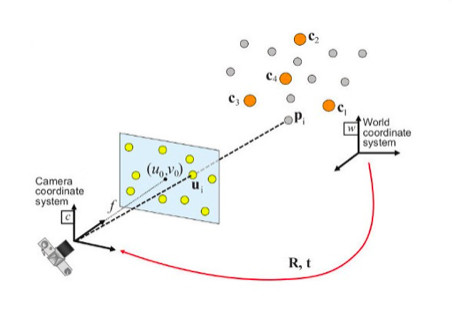 c₂
c₄
c₃
c₁
pᵢ
w
World
coordinate
system
(u₀,v₀)
uᵢ
Camera
coordinate
system
f
c
R, t